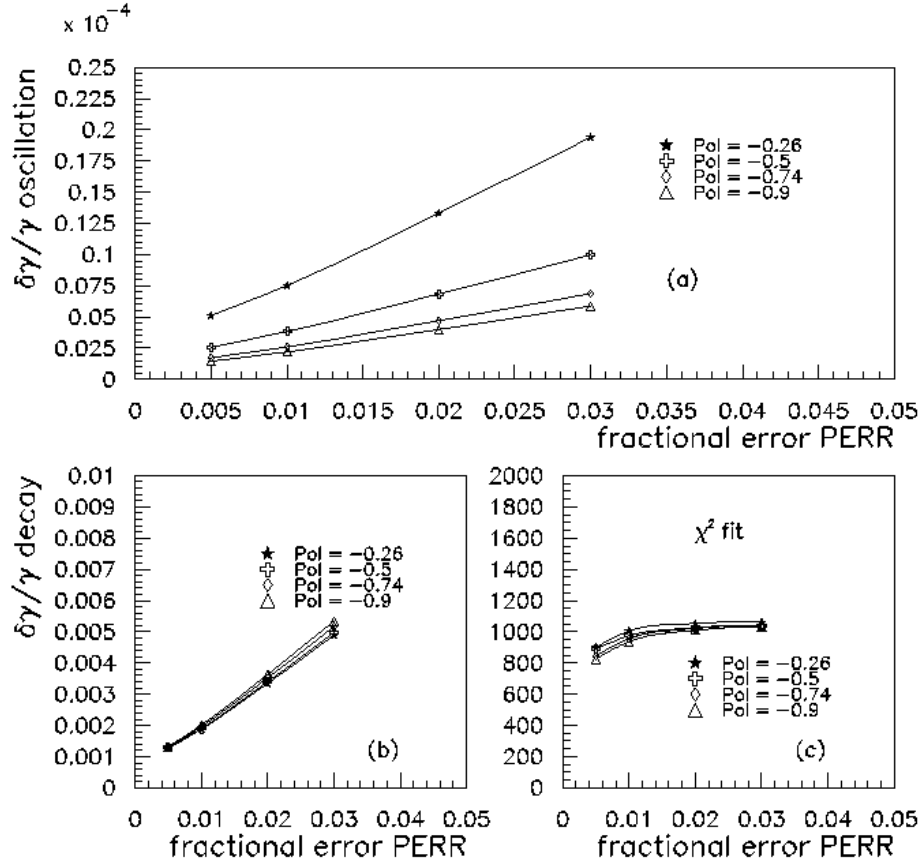 x 10⁻⁴
0.25
0.225
0.2
0.175
0.15
0.125
0.1
0.075
0.05
0.025
0
δγ/γ oscillation
★ Pol = −0.26
Pol = −0.5
Pol = −0.74
Pol = −0.9
(a)
0 0.005 0.01 0.015 0.02 0.025 0.03 0.035 0.04 0.045 0.05
fractional error PERR
0.01
0.009
0.008
0.007
0.006
0.005
0.004
0.003
0.002
0.001
0
δγ/γ decay
Pol = −0.26
Pol = −0.5
Pol = −0.74
Pol = −0.9
(b)
0 0.01 0.02 0.03 0.04 0.05
fractional error PERR
2000
1800
1600
1400
1200
1000
800
600
400
200
0
χ² fit
Pol = −0.26
Pol = −0.5
Pol = −0.74
Pol = −0.9
(c)
0 0.01 0.02 0.03 0.04 0.05
fractional error PERR